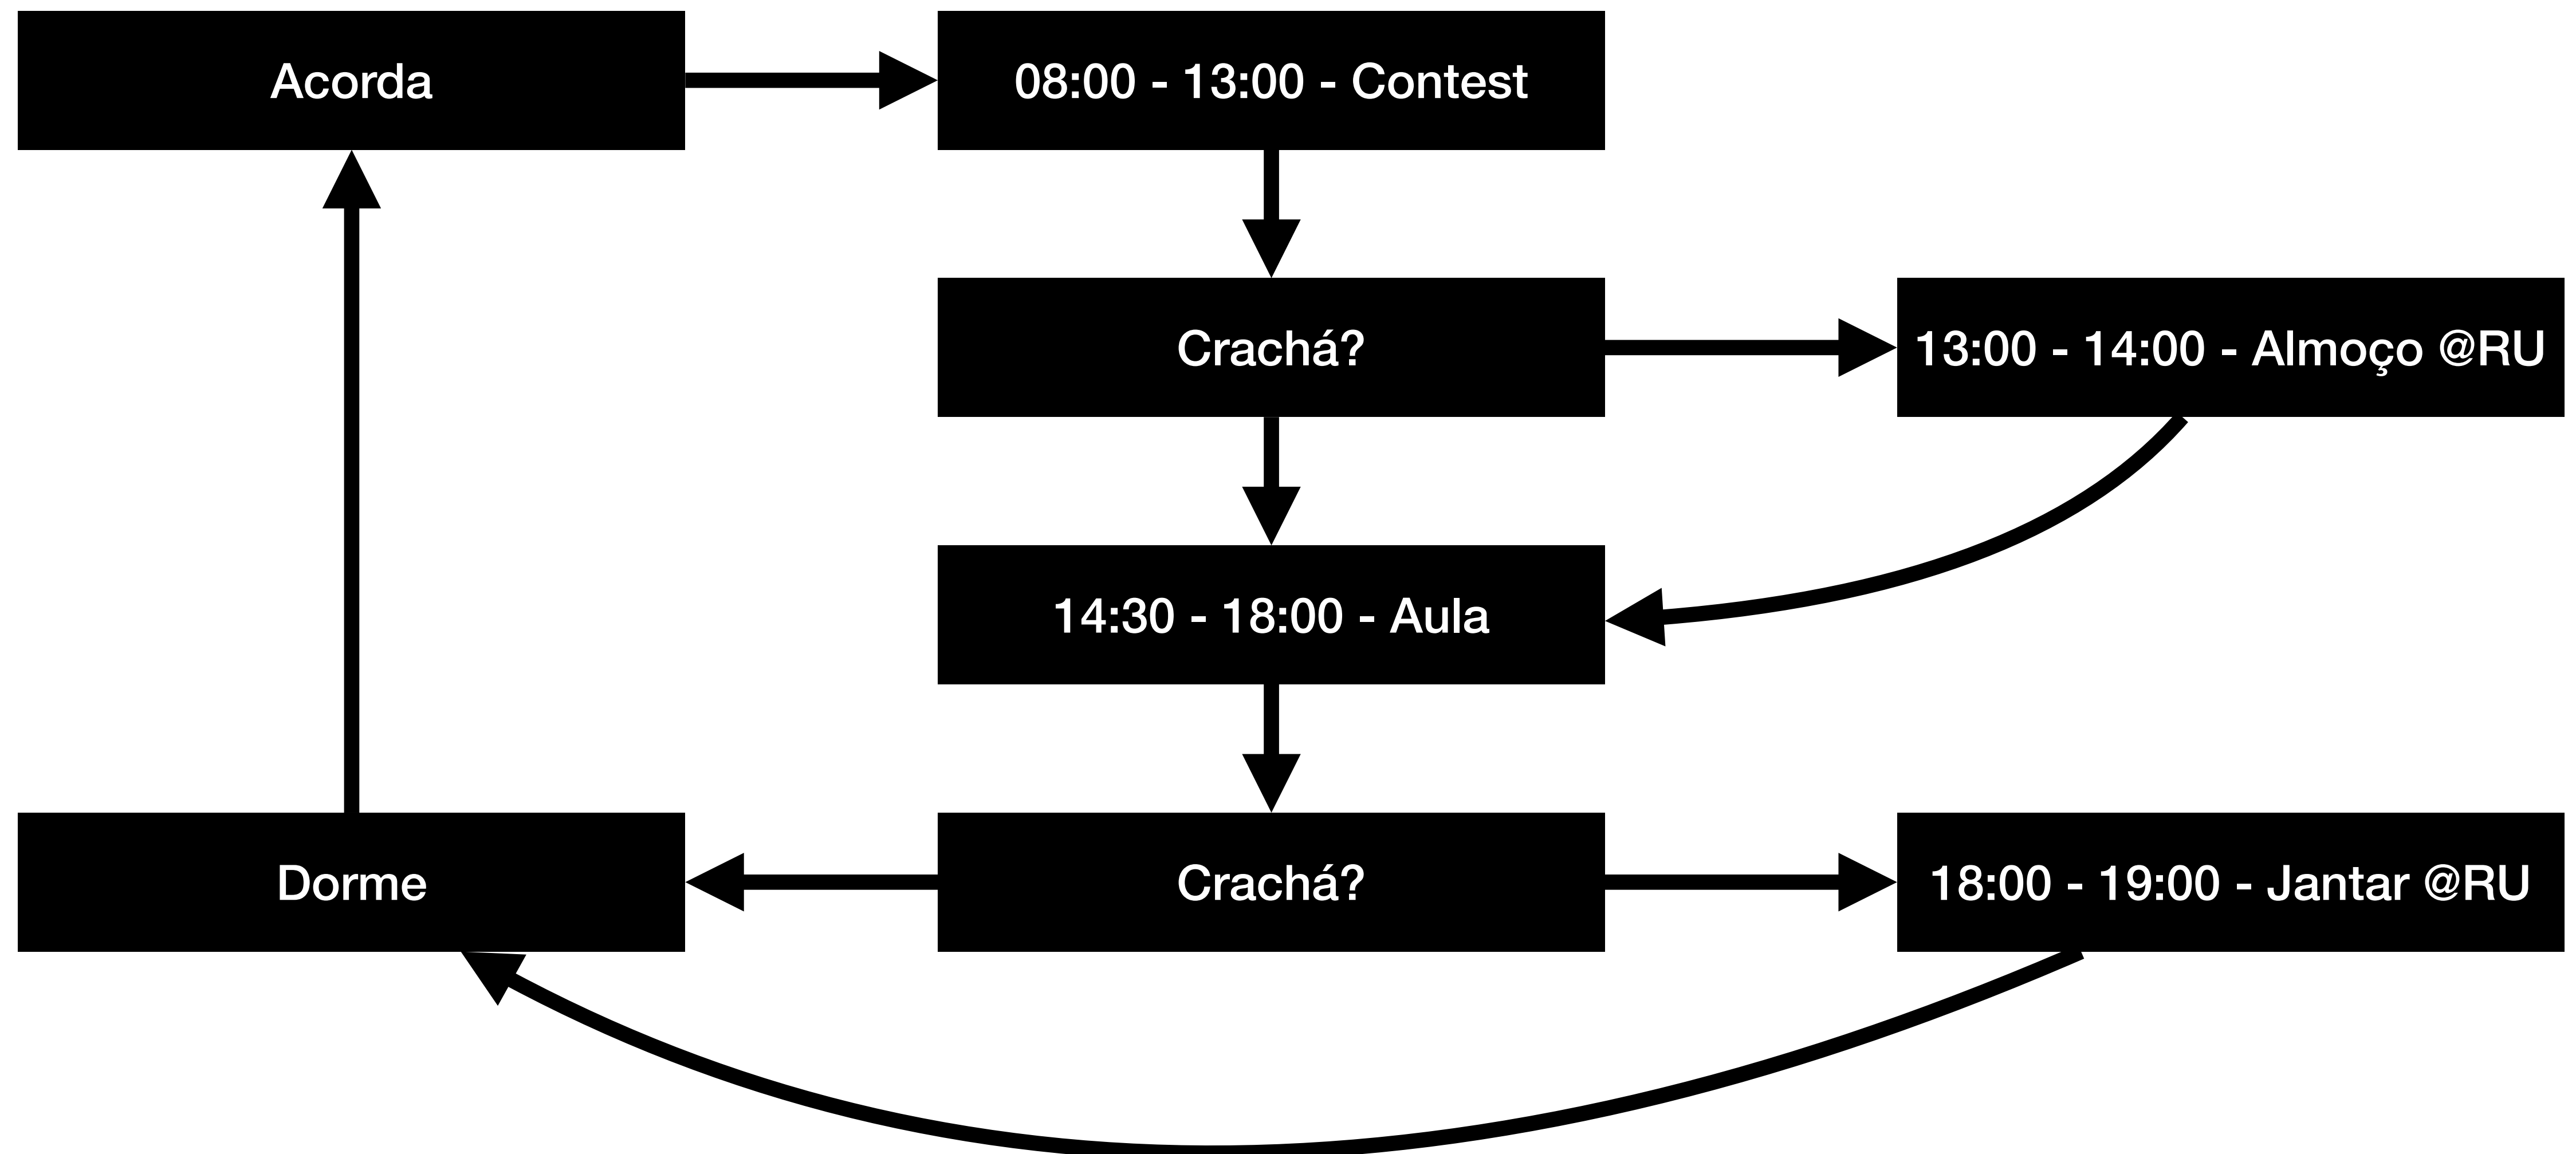 Acorda
08:00 - 13:00 - Contest
Crachá?
13:00 - 14:00 - Almoço @RU
14:30 - 18:00 - Aula
Dorme
Crachá?
18:00 - 19:00 - Jantar @RU